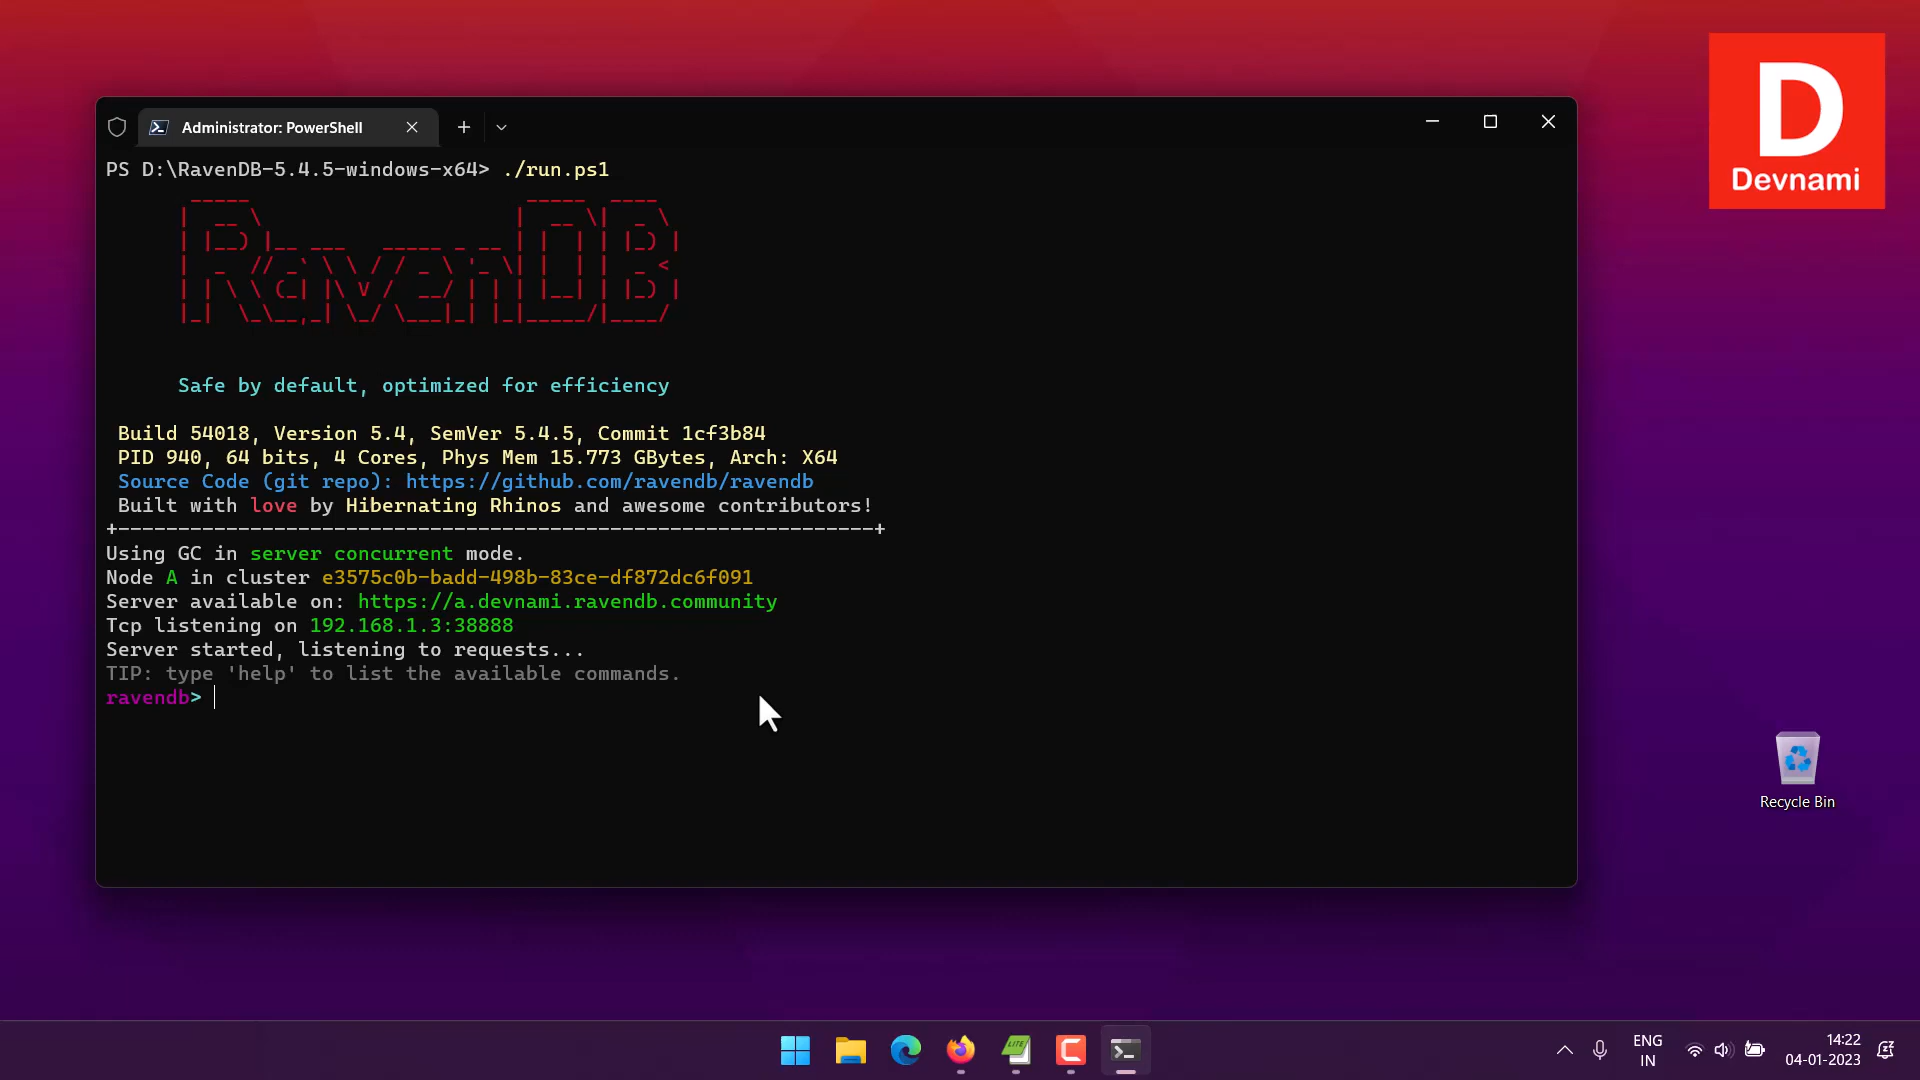 Administrator: PowerShell
PS D:\RavenDB-5.4.5-windows-x64> ./run.ps1
RavenDB
Safe by default, optimized for efficiency
Build 54018, Version 5.4, SemVer 5.4.5, Commit 1cf3b84
PID 940, 64 bits, 4 Cores, Phys Mem 15.773 GBytes, Arch: X64
Source Code (git repo): https://github.com/ravendb/ravendb
Built with love by Hibernating Rhinos and awesome contributors!
+---------------------------------------------------------------+
Using GC in server concurrent mode.
Node A in cluster e3575c0b-badd-498b-83ce-df872dc6f091
Server available on: https://a.devnami.ravendb.community
Tcp listening on 192.168.1.3:38888
Server started, listening to requests...
TIP: type 'help' to list the available commands.
ravendb>
D
Devnami
Recycle Bin
LITE
C
ENG
IN
14:22
04-01-2023